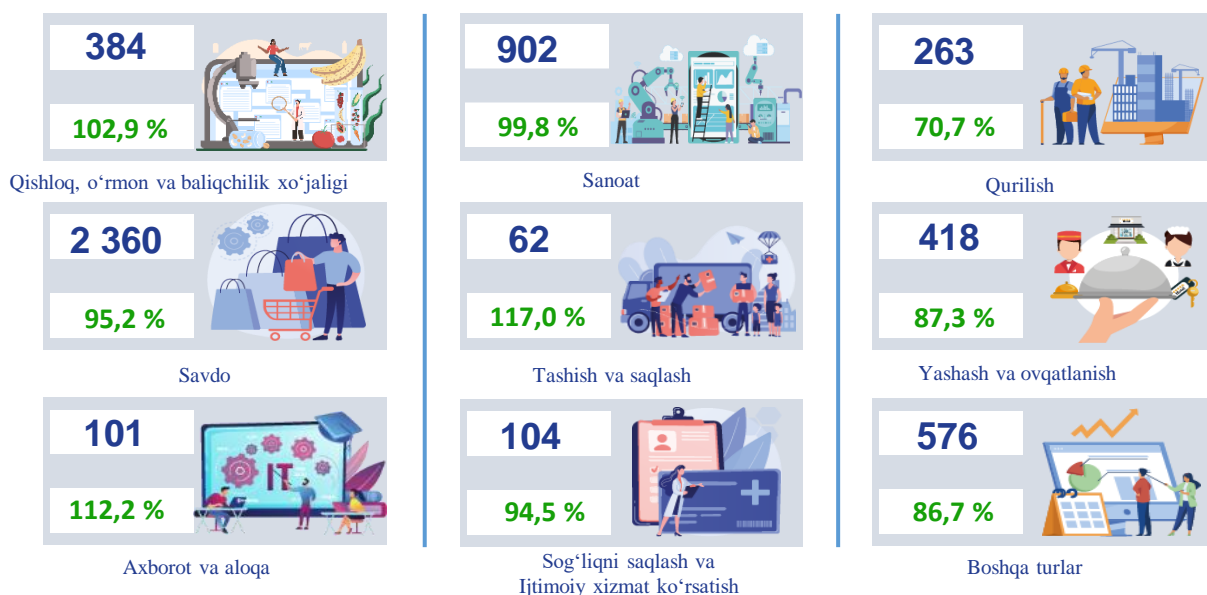 384
102,9 %
Qishloq, o‘rmon va baliqchilik xo‘jaligi
902
99,8 %
Sanoat
263
70,7 %
Qurilish
2 360
95,2 %
Savdo
62
117,0 %
Tashish va saqlash
418
87,3 %
Yashash va ovqatlanish
101
112,2 %
IT
Axborot va aloqa
104
94,5 %
Sog‘liqni saqlash va
Ijtimoiy xizmat ko‘rsatish
576
86,7 %
Boshqa turlar